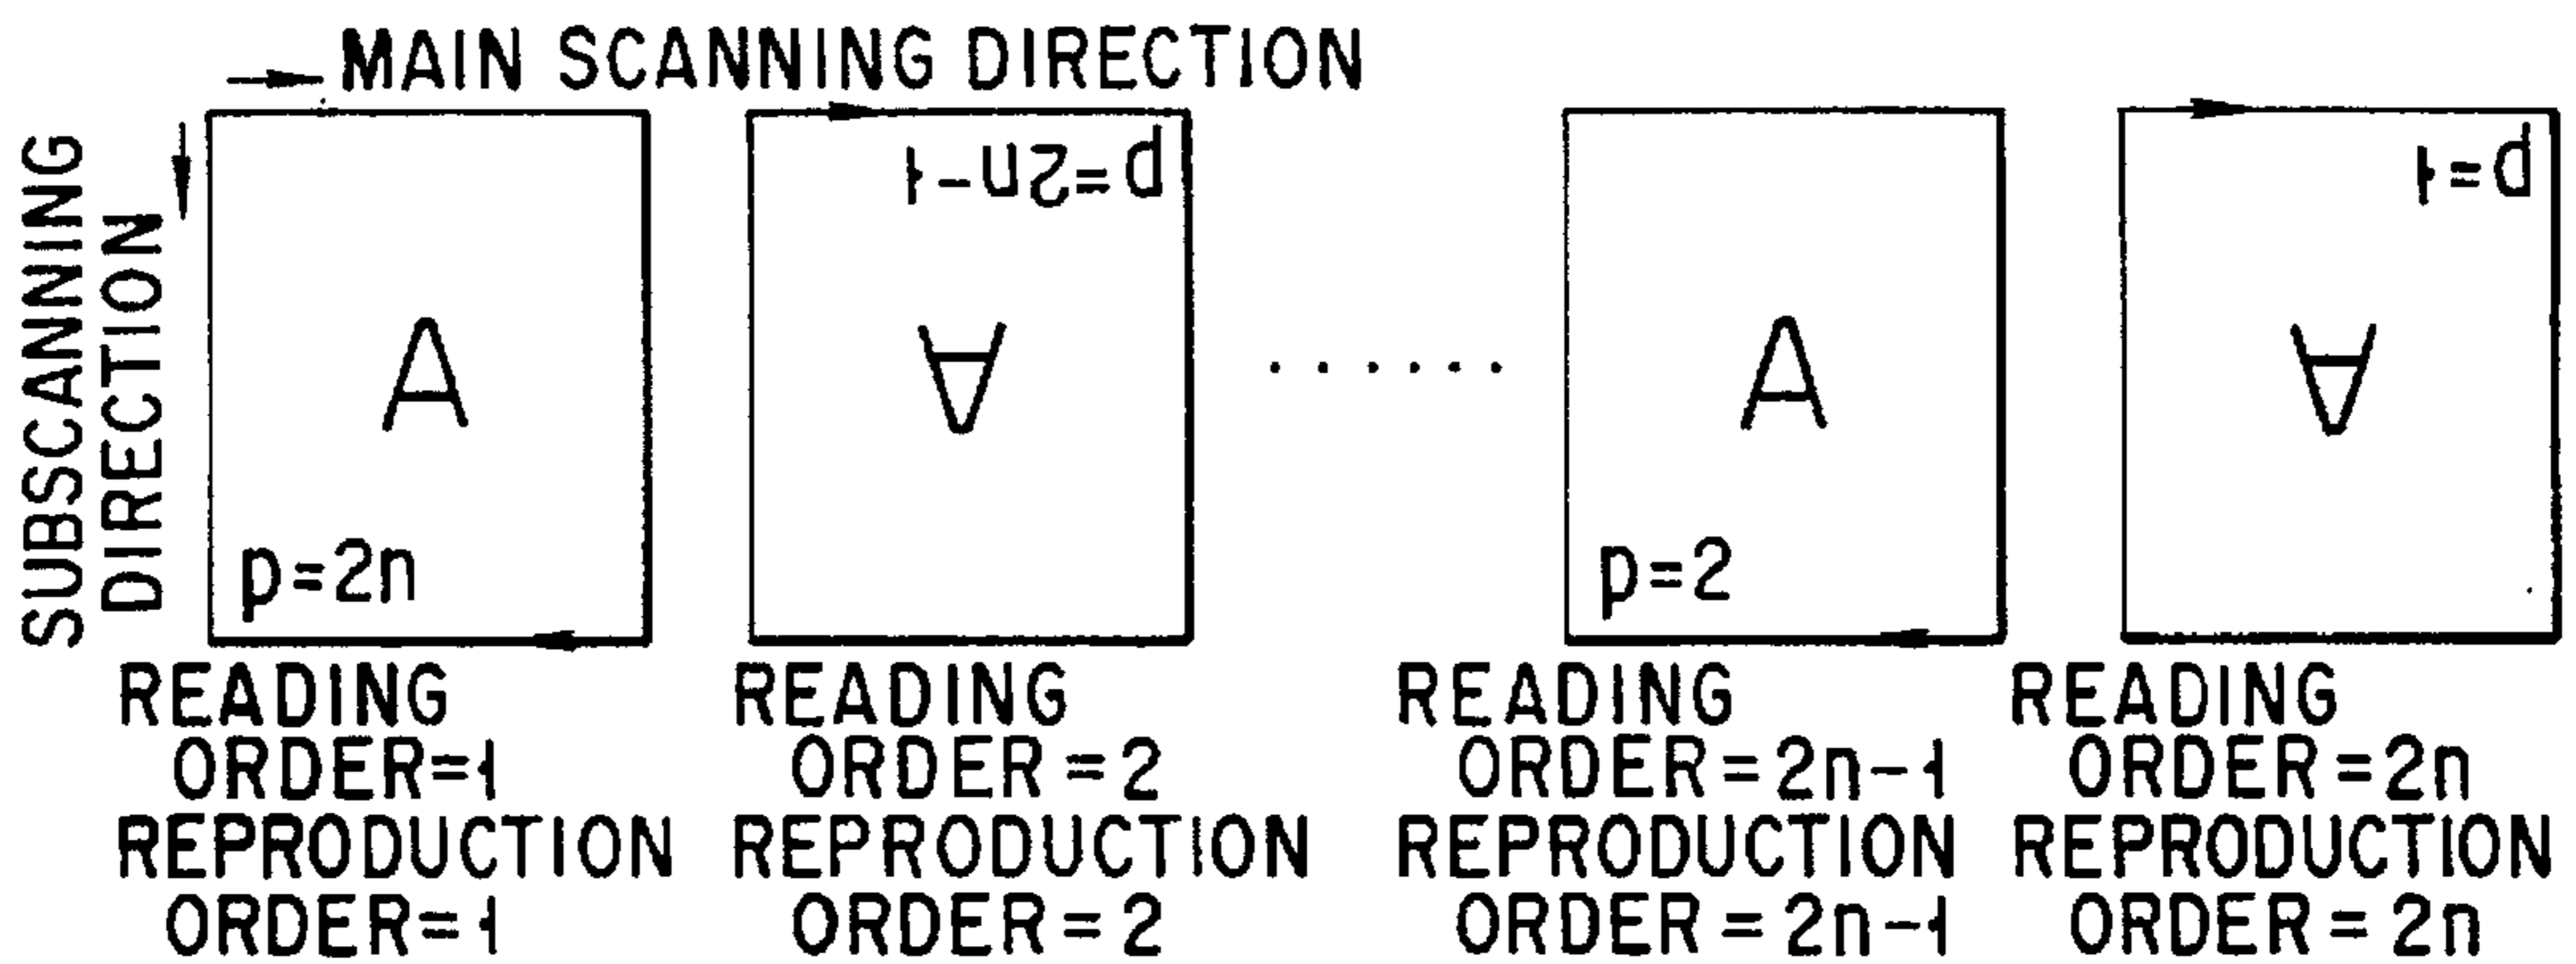 MAIN SCANNING DIRECTION
SUBSCANNING
DIRECTION
A
p=2n
READING
ORDER=1
REPRODUCTION
ORDER=1
p=2n-1
A
READING
ORDER=2
REPRODUCTION
ORDER=2
......
A
p=2
READING
ORDER=2n-1
REPRODUCTION
ORDER=2n-1
p=1
A
READING
ORDER=2n
REPRODUCTION
ORDER=2n